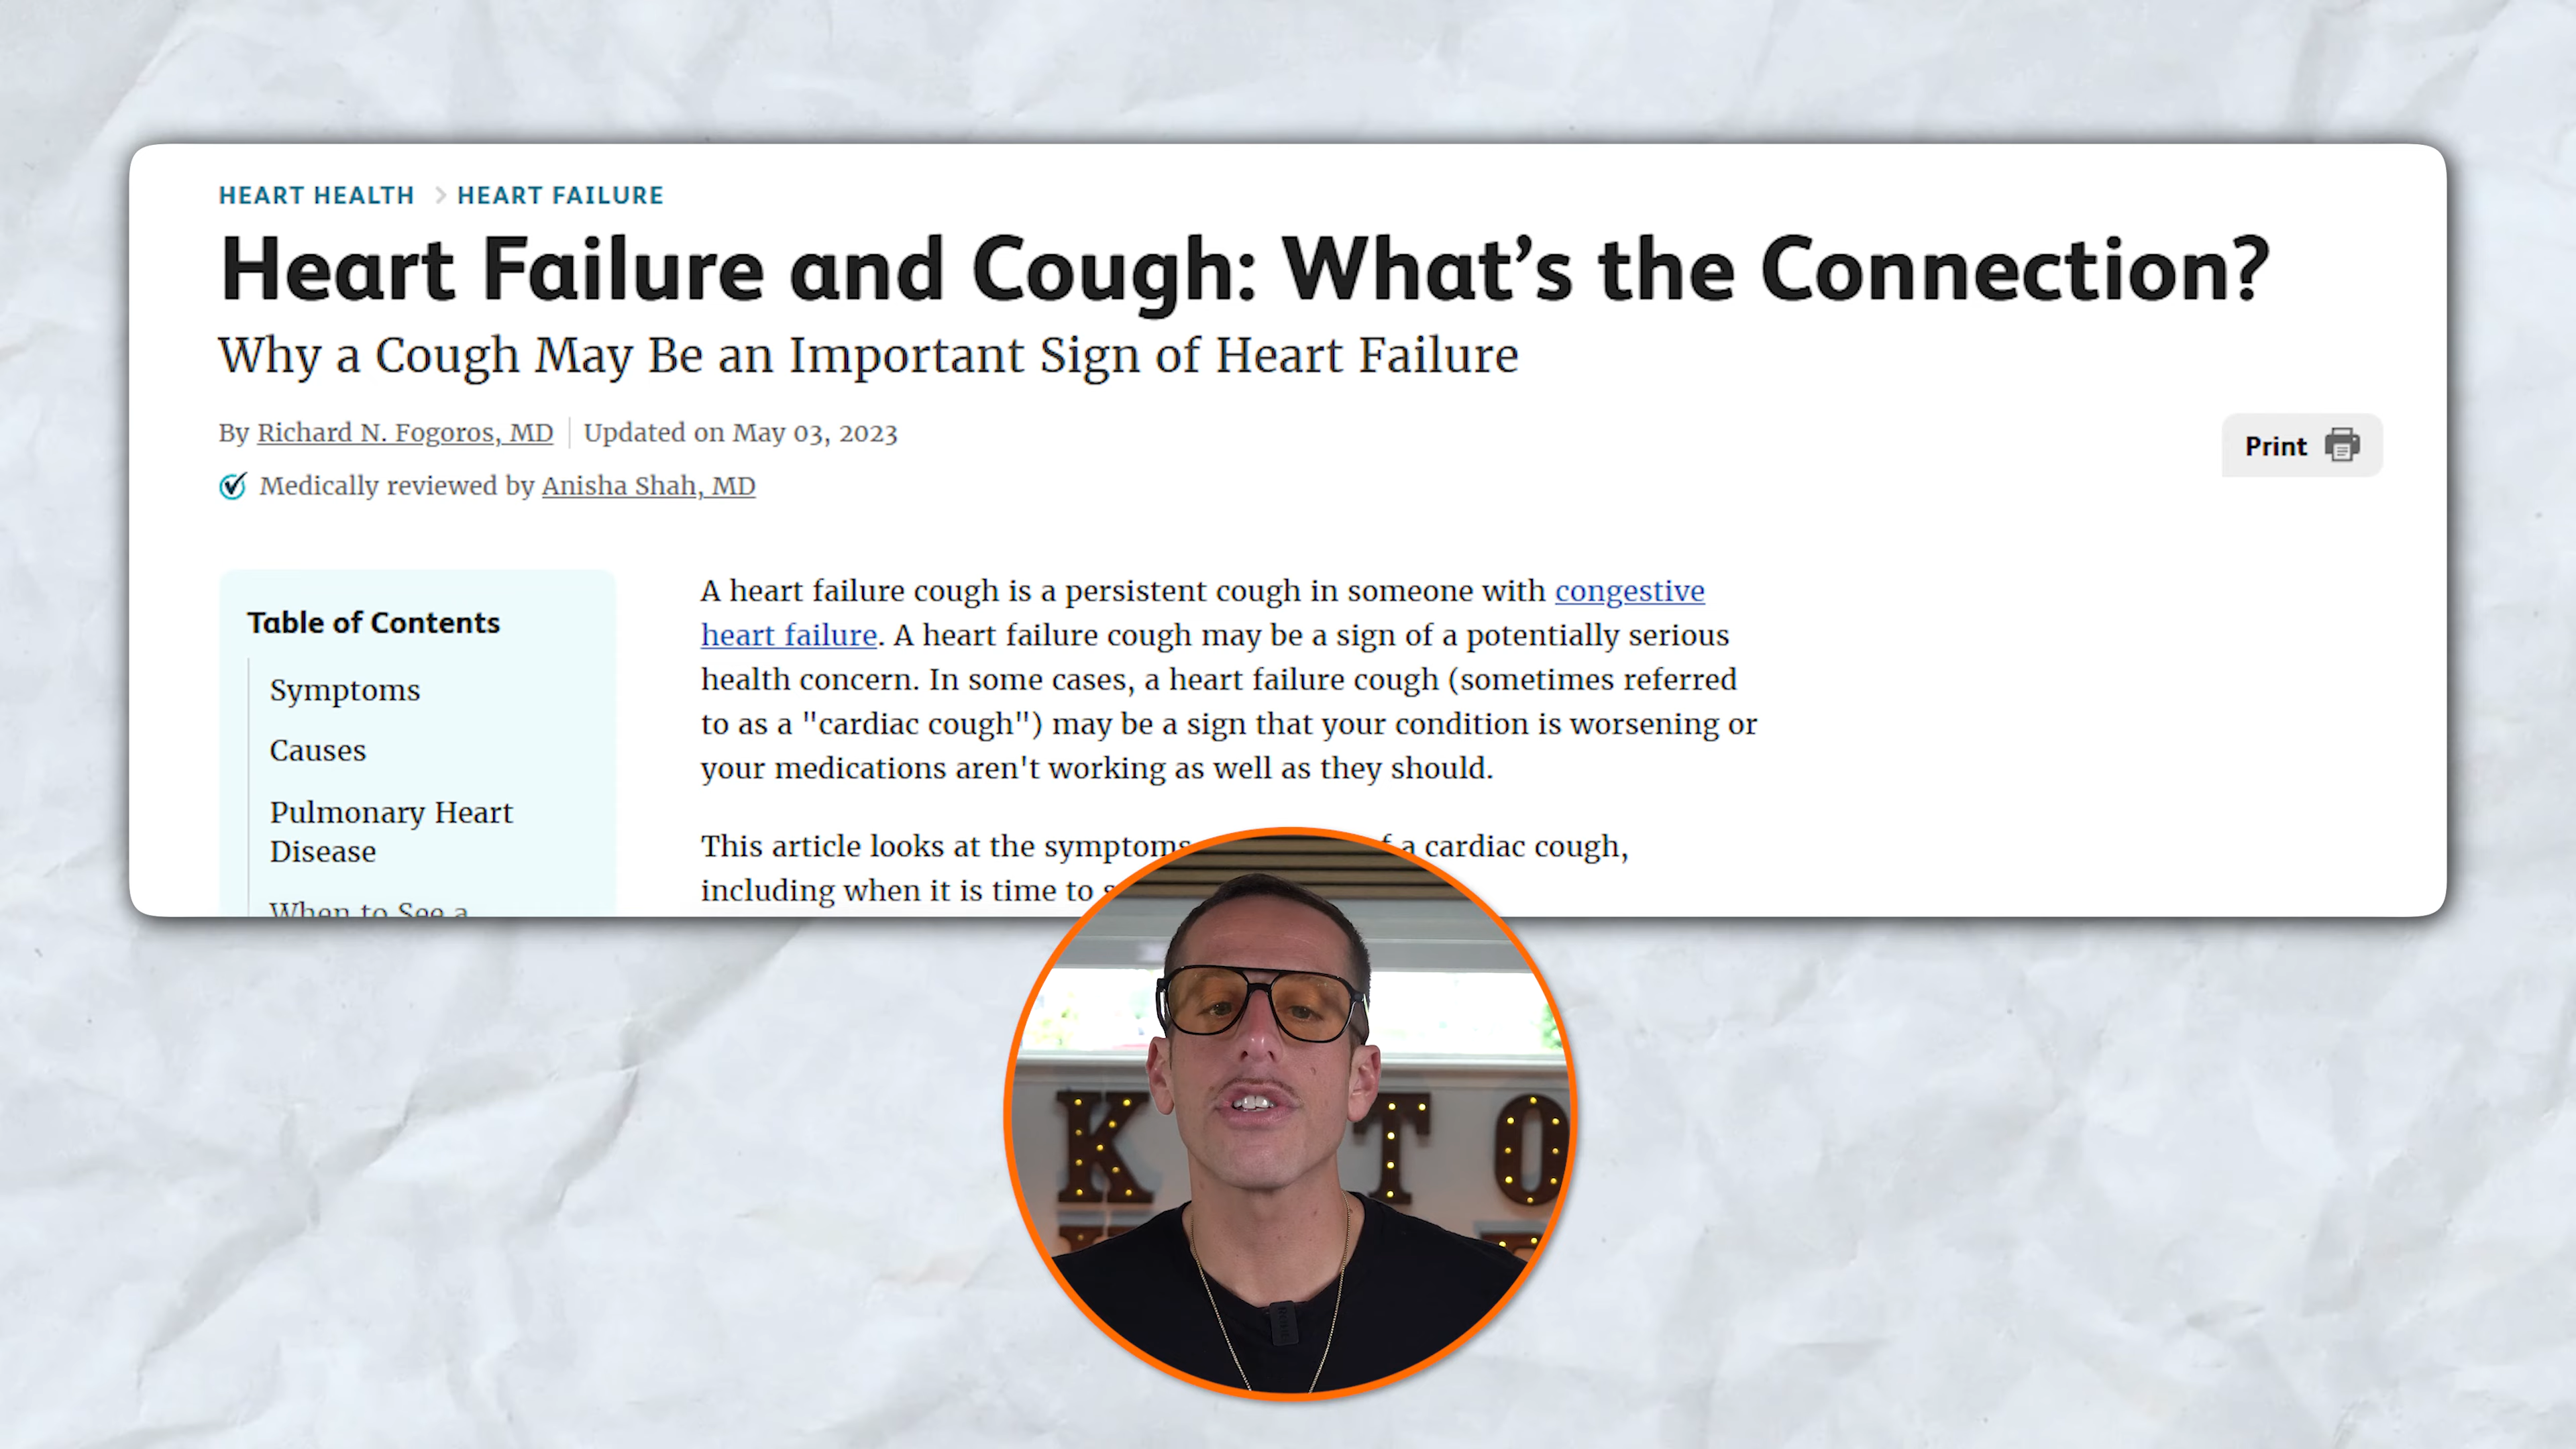 HEART HEALTH > HEART FAILURE
Heart Failure and Cough: What's the Connection?
Why a Cough May Be an Important Sign of Heart Failure
By Richard N. Fogoros, MD | Updated on May 03, 2023
Print
Medically reviewed by Anisha Shah, MD
Table of Contents
Symptoms
Causes
Pulmonary Heart
Disease
When to See a
A heart failure cough is a persistent cough in someone with congestive
heart failure. A heart failure cough may be a sign of a potentially serious
health concern. In some cases, a heart failure cough (sometimes referred
to as a "cardiac cough") may be a sign that your condition is worsening or
your medications aren't working as well as they should.
This article looks at the symptoms a cardiac cough,
including when it is time to
K TO